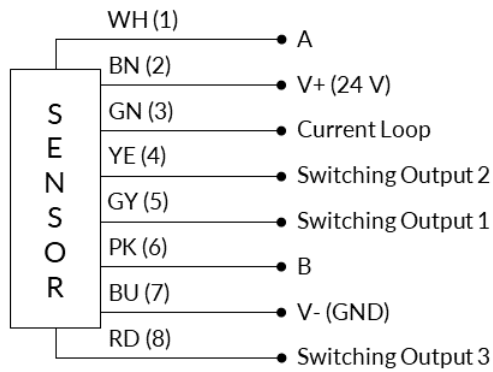 WH (1) A
BN (2) V+ (24 V)
GN (3) Current Loop
YE (4) Switching Output 2
GY (5) Switching Output 1
PK (6) B
BU (7) V- (GND)
RD (8) Switching Output 3
SENSOR